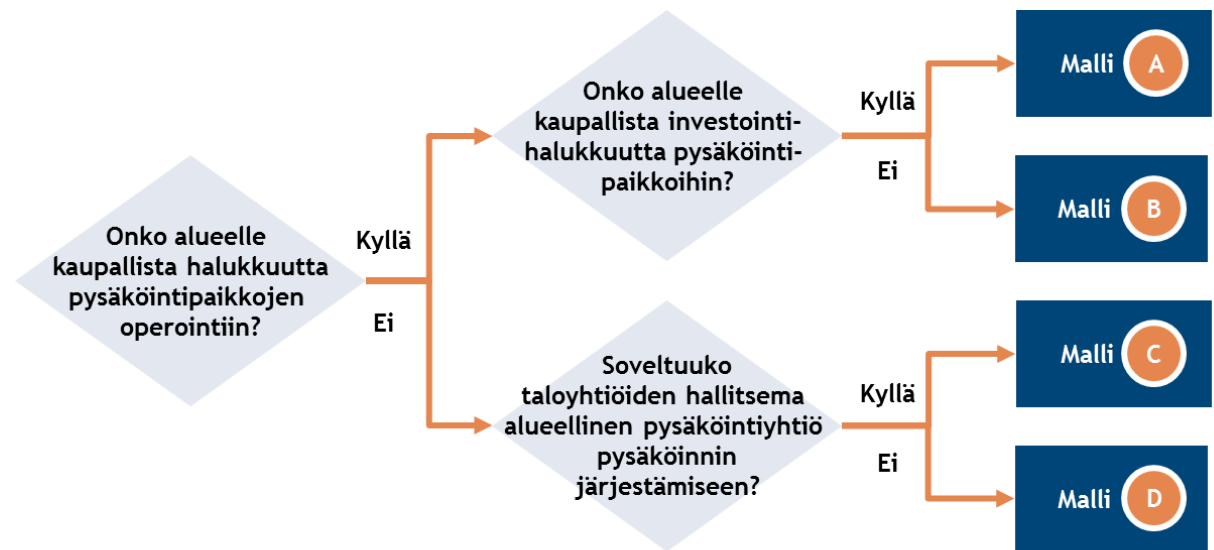 Onko alueelle
kaupallista halukkuutta
pysäköintipaikkojen
operointiin?
Kyllä
Ei
Onko alueelle
kaupallista investointi-
halukkuutta pysäköinti-
paikkoihin?
Kyllä
Ei
Malli A
Malli B
Soveltuuko
taloyhtiöiden hallitsema
alueellinen pysäköintiyhtiö
pysäköinnin
järjestämiseen?
Kyllä
Ei
Malli C
Malli D